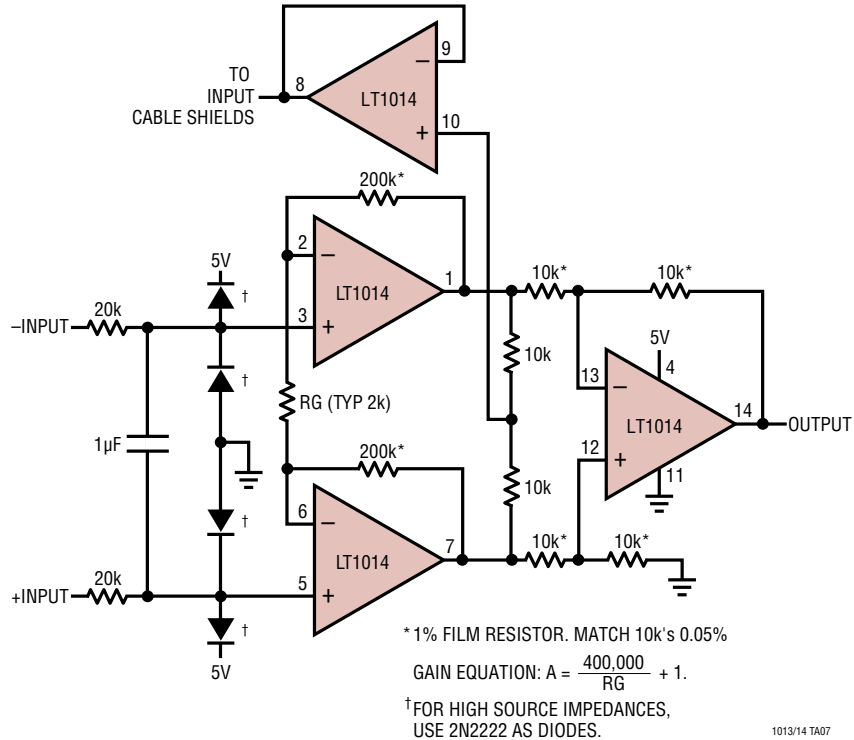 9
TO
INPUT
CABLE SHIELDS
8
–
LT1014
10
+
200k*
5V
†
2
–
LT1014
1
10k*
10k*
20k
–INPUT
3
+
†
10k
5V
4
13
–
RG (TYP 2k)
LT1014
14
OUTPUT
1µF
200k*
12
+
11
10k
†
6
–
LT1014
7
10k*
10k*
20k
+INPUT
5
+
†
5V
*1% FILM RESISTOR. MATCH 10k's 0.05%
GAIN EQUATION: A = 400,000 / RG + 1.
†FOR HIGH SOURCE IMPEDANCES,
USE 2N2222 AS DIODES.
1013/14 TA07